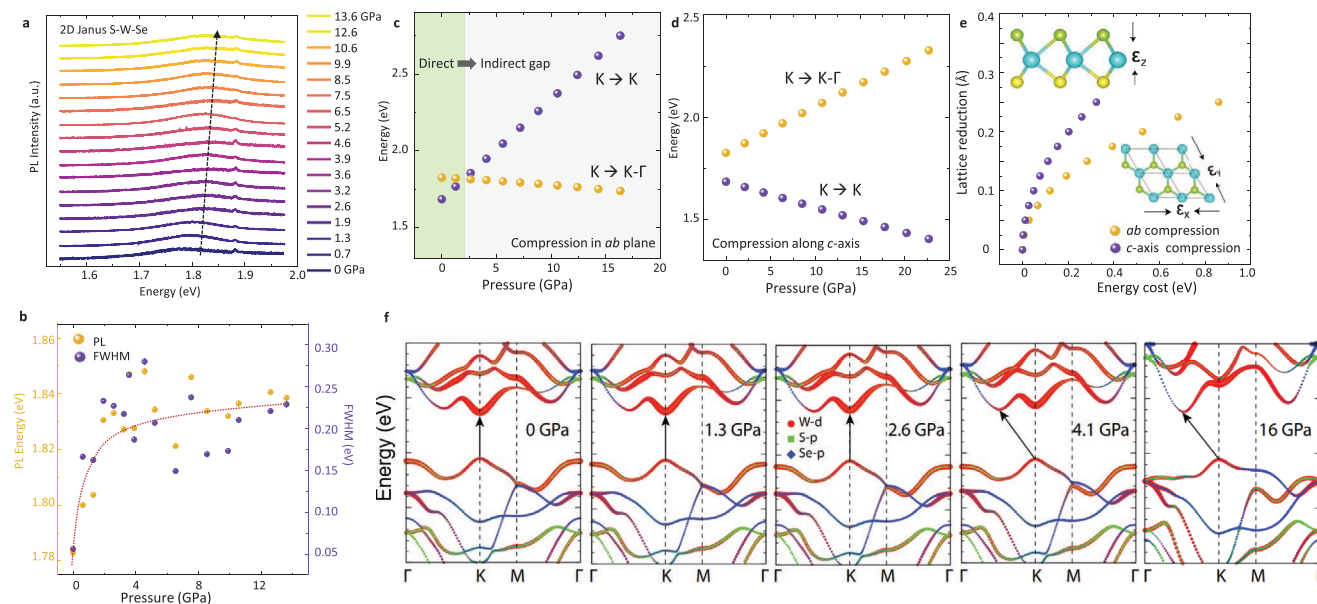 a
2D Janus S-W-Se
PL Intensity (a.u.)
1.6
1.7
1.8
1.9
2.0
Energy (eV)
13.6 GPa
12.6
10.6
9.9
8.5
7.5
6.5
5.2
4.6
3.9
3.6
3.2
2.6
1.9
1.3
0.7
0 GPa
b
PL
FWHM
1.86
1.84
1.82
1.80
1.78
PL Energy (eV)
0.30
0.25
0.20
0.15
0.10
0.05
FWHM (eV)
0
4
8
12
Pressure (GPa)
c
Direct
Indirect gap
K → K
K → K-Γ
Compression in ab plane
2.5
2.0
1.5
Energy (eV)
0
5
10
15
20
Pressure (GPa)
d
K → K-Γ
K → K
Compression along c-axis
2.5
2.0
1.5
Energy (eV)
0
5
10
15
20
25
Pressure (GPa)
e
εz
εY
εX
ab compression
c-axis compression
0.3
0.2
0.1
0
Lattice reduction (Å)
0
0.2
0.4
0.6
0.8
1.0
Energy cost (eV)
f
Energy (eV)
0 GPa
1.3 GPa
2.6 GPa
4.1 GPa
16 GPa
W-d
S-p
Se-p
Γ K M Γ
Γ K M Γ
Γ K M Γ
Γ K M Γ
Γ K M Γ